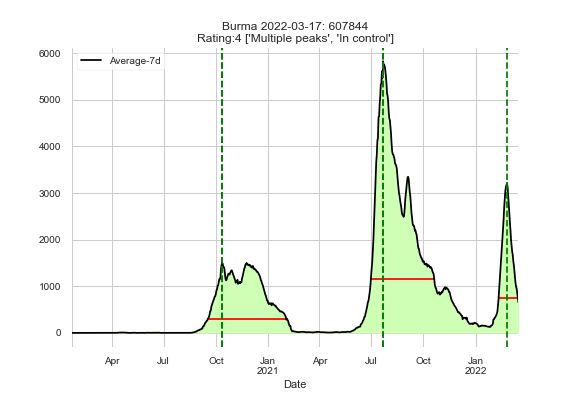 Burma 2022-03-17: 607844
Rating:4 ['Multiple peaks', 'In control']
Average-7d
6000
5000
4000
3000
2000
1000
0
Apr Jul Oct Jan Apr Jul Oct Jan
2021 2022
Date